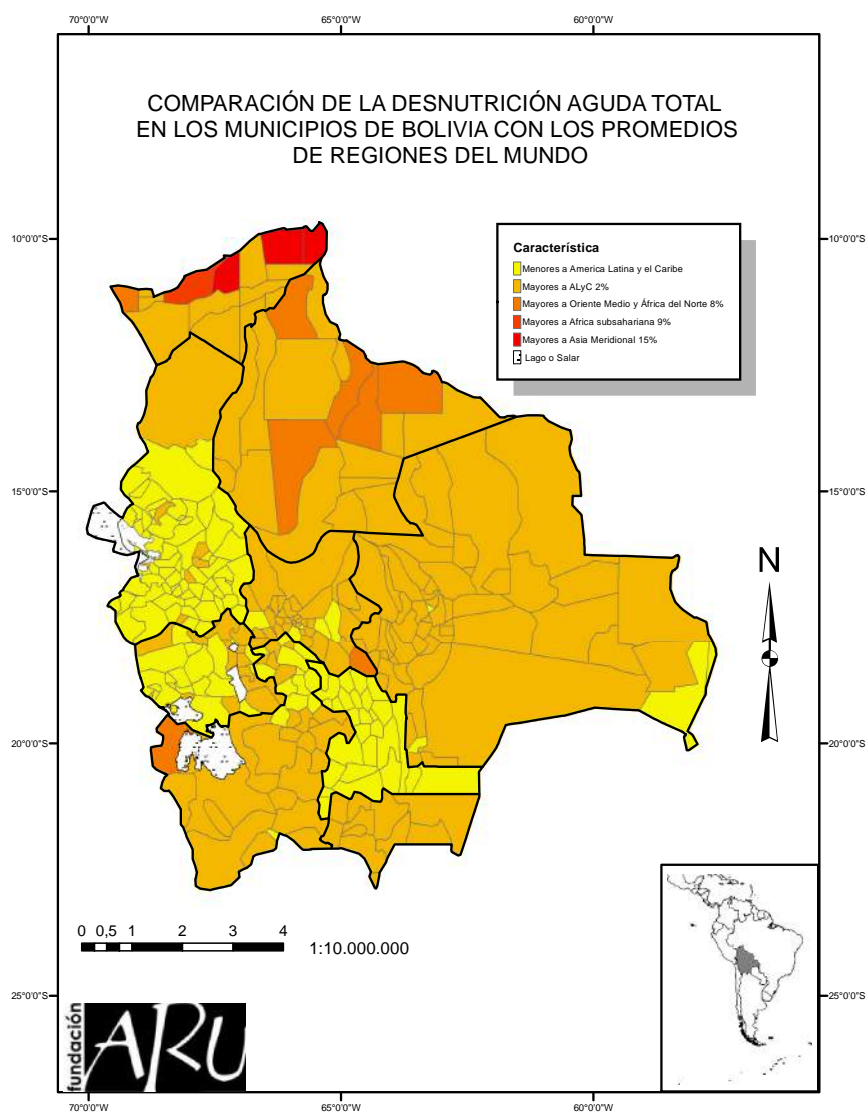 70°0'0"W 65°0'0"W 60°0'0"W
COMPARACIÓN DE LA DESNUTRICIÓN AGUDA TOTAL
EN LOS MUNICIPIOS DE BOLIVIA CON LOS PROMEDIOS
DE REGIONES DEL MUNDO
10°0'0"S 10°0'0"S
Característica
Menores a America Latina y el Caribe
Mayores a ALyC 2%
Mayores a Oriente Medio y África del Norte 8%
Mayores a Africa subsahariana 9%
Mayores a Asia Meridional 15%
Lago o Salar
15°0'0"S 15°0'0"S
N
20°0'0"S 20°0'0"S
0 0,5 1 2 3 4
1:10.000.000
25°0'0"S 25°0'0"S
fundación
ARU
70°0'0"W 65°0'0"W 60°0'0"W